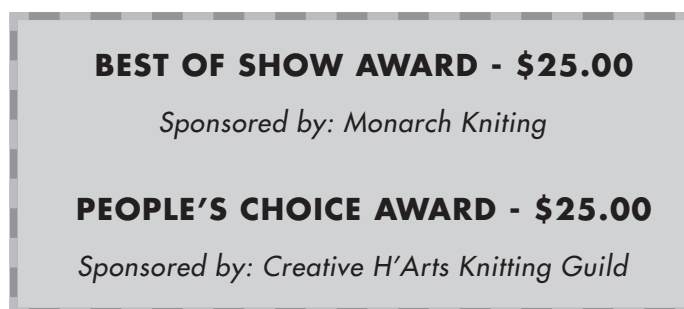 BEST OF SHOW AWARD - $25.00
Sponsored by: Monarch Kniting
PEOPLE’S CHOICE AWARD - $25.00
Sponsored by: Creative H’Arts Knitting Guild